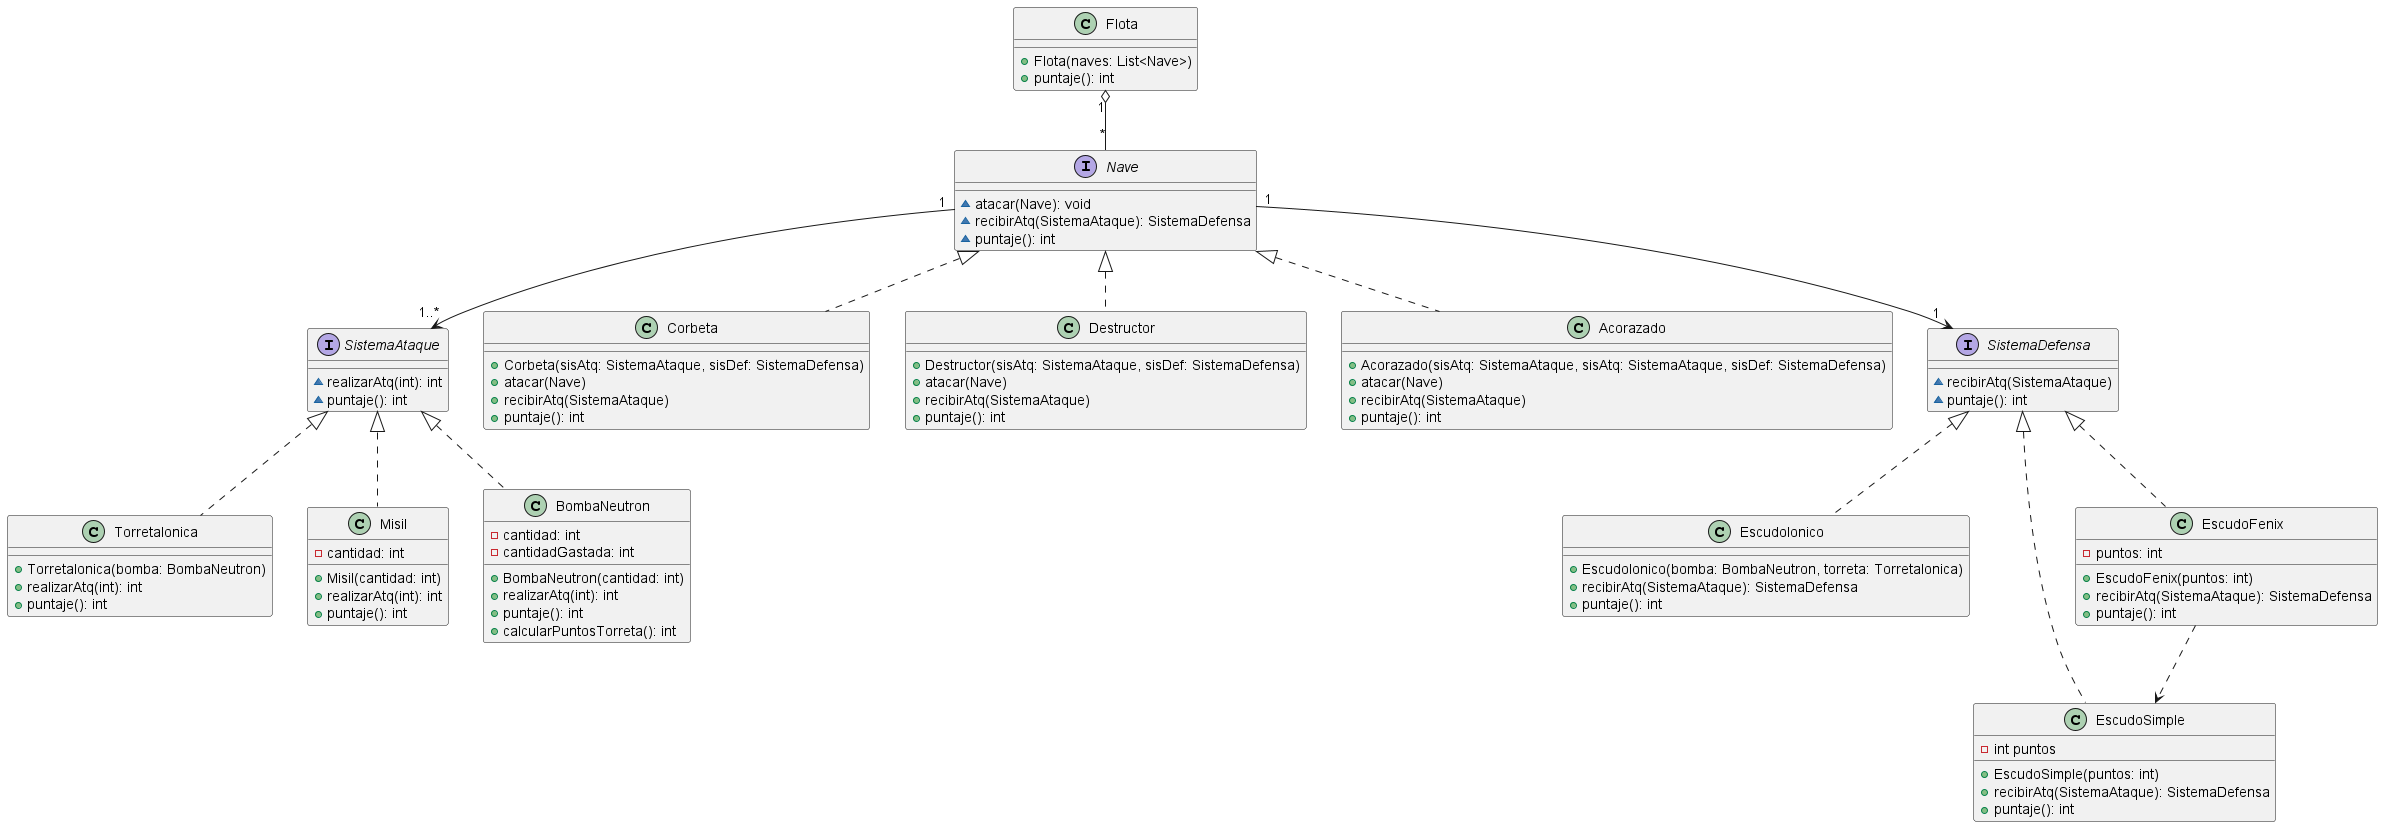 C Flota
Flota(naves: List<Nave>)
puntaje(): int
1
*
I Nave
atacar(Nave): void
recibirAtq(SistemaAtaque): SistemaDefensa
puntaje(): int
1
1
1..*
1
I SistemaAtaque
realizarAtq(int): int
puntaje(): int
C Corbeta
Corbeta(sisAtq: SistemaAtaque, sisDef: SistemaDefensa)
atacar(Nave)
recibirAtq(SistemaAtaque)
puntaje(): int
C Destructor
Destructor(sisAtq: SistemaAtaque, sisDef: SistemaDefensa)
atacar(Nave)
recibirAtq(SistemaAtaque)
puntaje(): int
C Acorazado
Acorazado(sisAtq: SistemaAtaque, sisAtq: SistemaAtaque, sisDef: SistemaDefensa)
atacar(Nave)
recibirAtq(SistemaAtaque)
puntaje(): int
I SistemaDefensa
recibirAtq(SistemaAtaque)
puntaje(): int
C TorretaIonica
TorretaIonica(bomba: BombaNeutron)
realizarAtq(int): int
puntaje(): int
C Misil
cantidad: int
Misil(cantidad: int)
realizarAtq(int): int
puntaje(): int
C BombaNeutron
cantidad: int
cantidadGastada: int
BombaNeutron(cantidad: int)
realizarAtq(int): int
puntaje(): int
calcularPuntosTorreta(): int
C EscudoIonico
EscudoIonico(bomba: BombaNeutron, torreta: TorretaIonica)
recibirAtq(SistemaAtaque): SistemaDefensa
puntaje(): int
C EscudoFenix
puntos: int
EscudoFenix(puntos: int)
recibirAtq(SistemaAtaque): SistemaDefensa
puntaje(): int
C EscudoSimple
int puntos
EscudoSimple(puntos: int)
recibirAtq(SistemaAtaque): SistemaDefensa
puntaje(): int